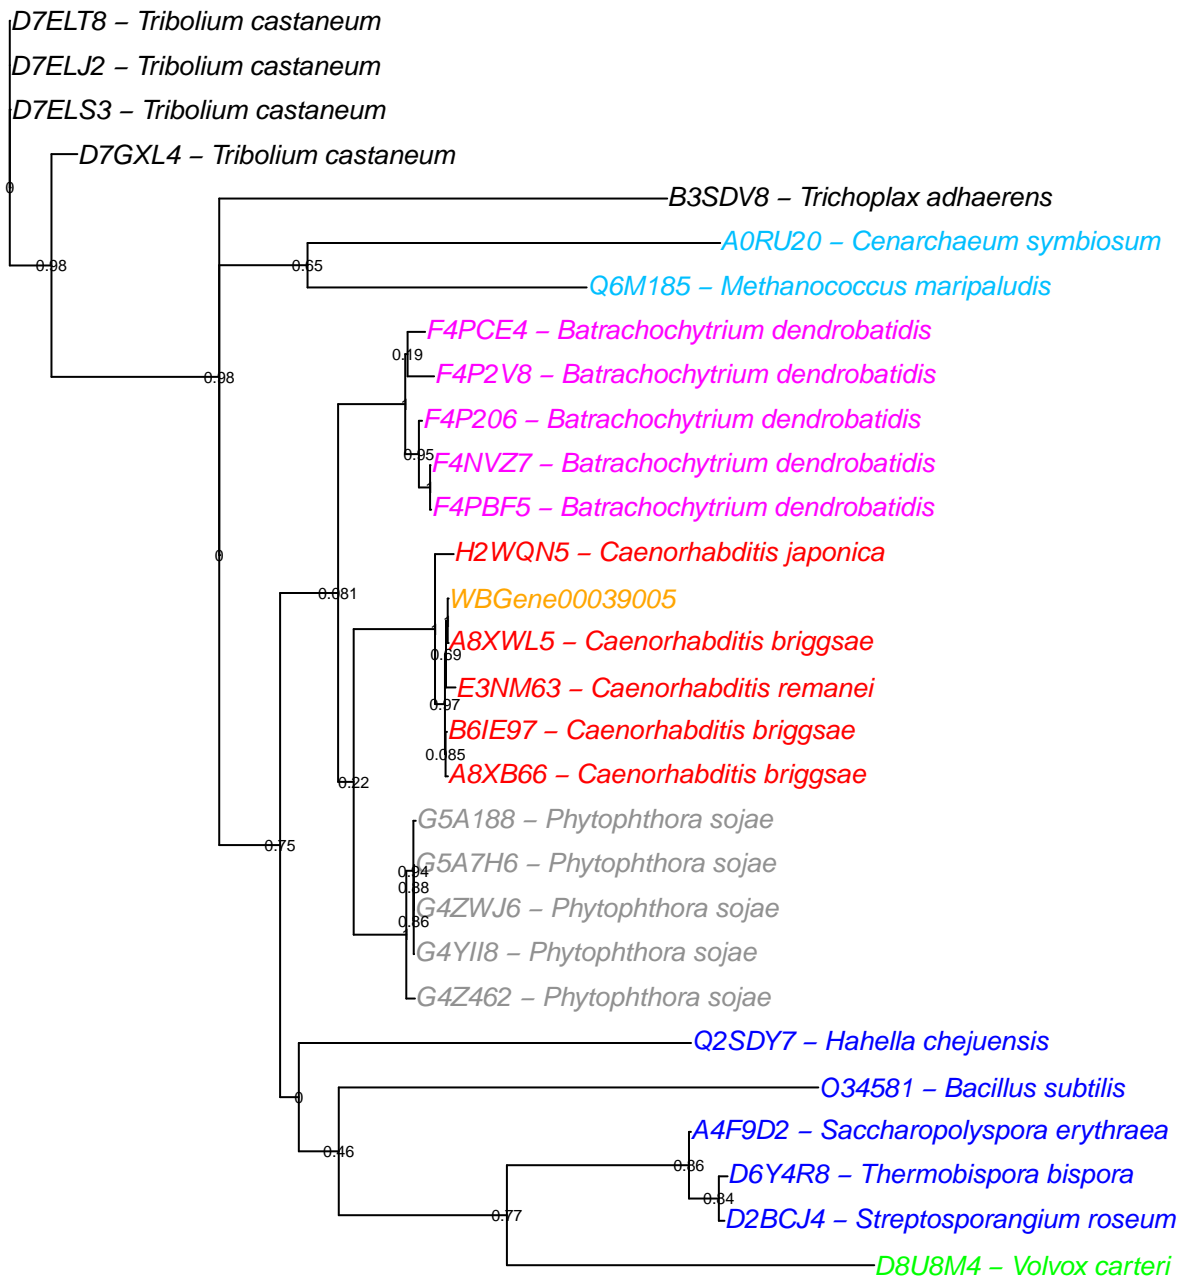 D7ELT8 – Tribolium castaneum
D7ELJ2 – Tribolium castaneum
D7ELS3 – Tribolium castaneum
D7GXL4 – Tribolium castaneum
0
B3SDV8 – Trichoplax adhaerens
A0RU20 – Cenarchaeum symbiosum
0.98
0.65
Q6M185 – Methanococcus maripaludis
F4PCE4 – Batrachochytrium dendrobatidis
0.19
F4P2V8 – Batrachochytrium dendrobatidis
0.98
1
F4P206 – Batrachochytrium dendrobatidis
0.95
F4NVZ7 – Batrachochytrium dendrobatidis
1
F4PBF5 – Batrachochytrium dendrobatidis
H2WQN5 – Caenorhabditis japonica
0
0.081
WBGene00039005
1
A8XWL5 – Caenorhabditis briggsae
0.69
E3NM63 – Caenorhabditis remanei
0.97
B6IE97 – Caenorhabditis briggsae
0.085
A8XB66 – Caenorhabditis briggsae
0.22
G5A188 – Phytophthora sojae
0.75
G5A7H6 – Phytophthora sojae
0.94
0.88
G4ZWJ6 – Phytophthora sojae
0.86
1
G4YII8 – Phytophthora sojae
G4Z462 – Phytophthora sojae
Q2SDY7 – Hahella chejuensis
O34581 – Bacillus subtilis
0
A4F9D2 – Saccharopolyspora erythraea
0.46
0.86
D6Y4R8 – Thermobispora bispora
0.84
0.77
D2BCJ4 – Streptosporangium roseum
D8U8M4 – Volvox carteri